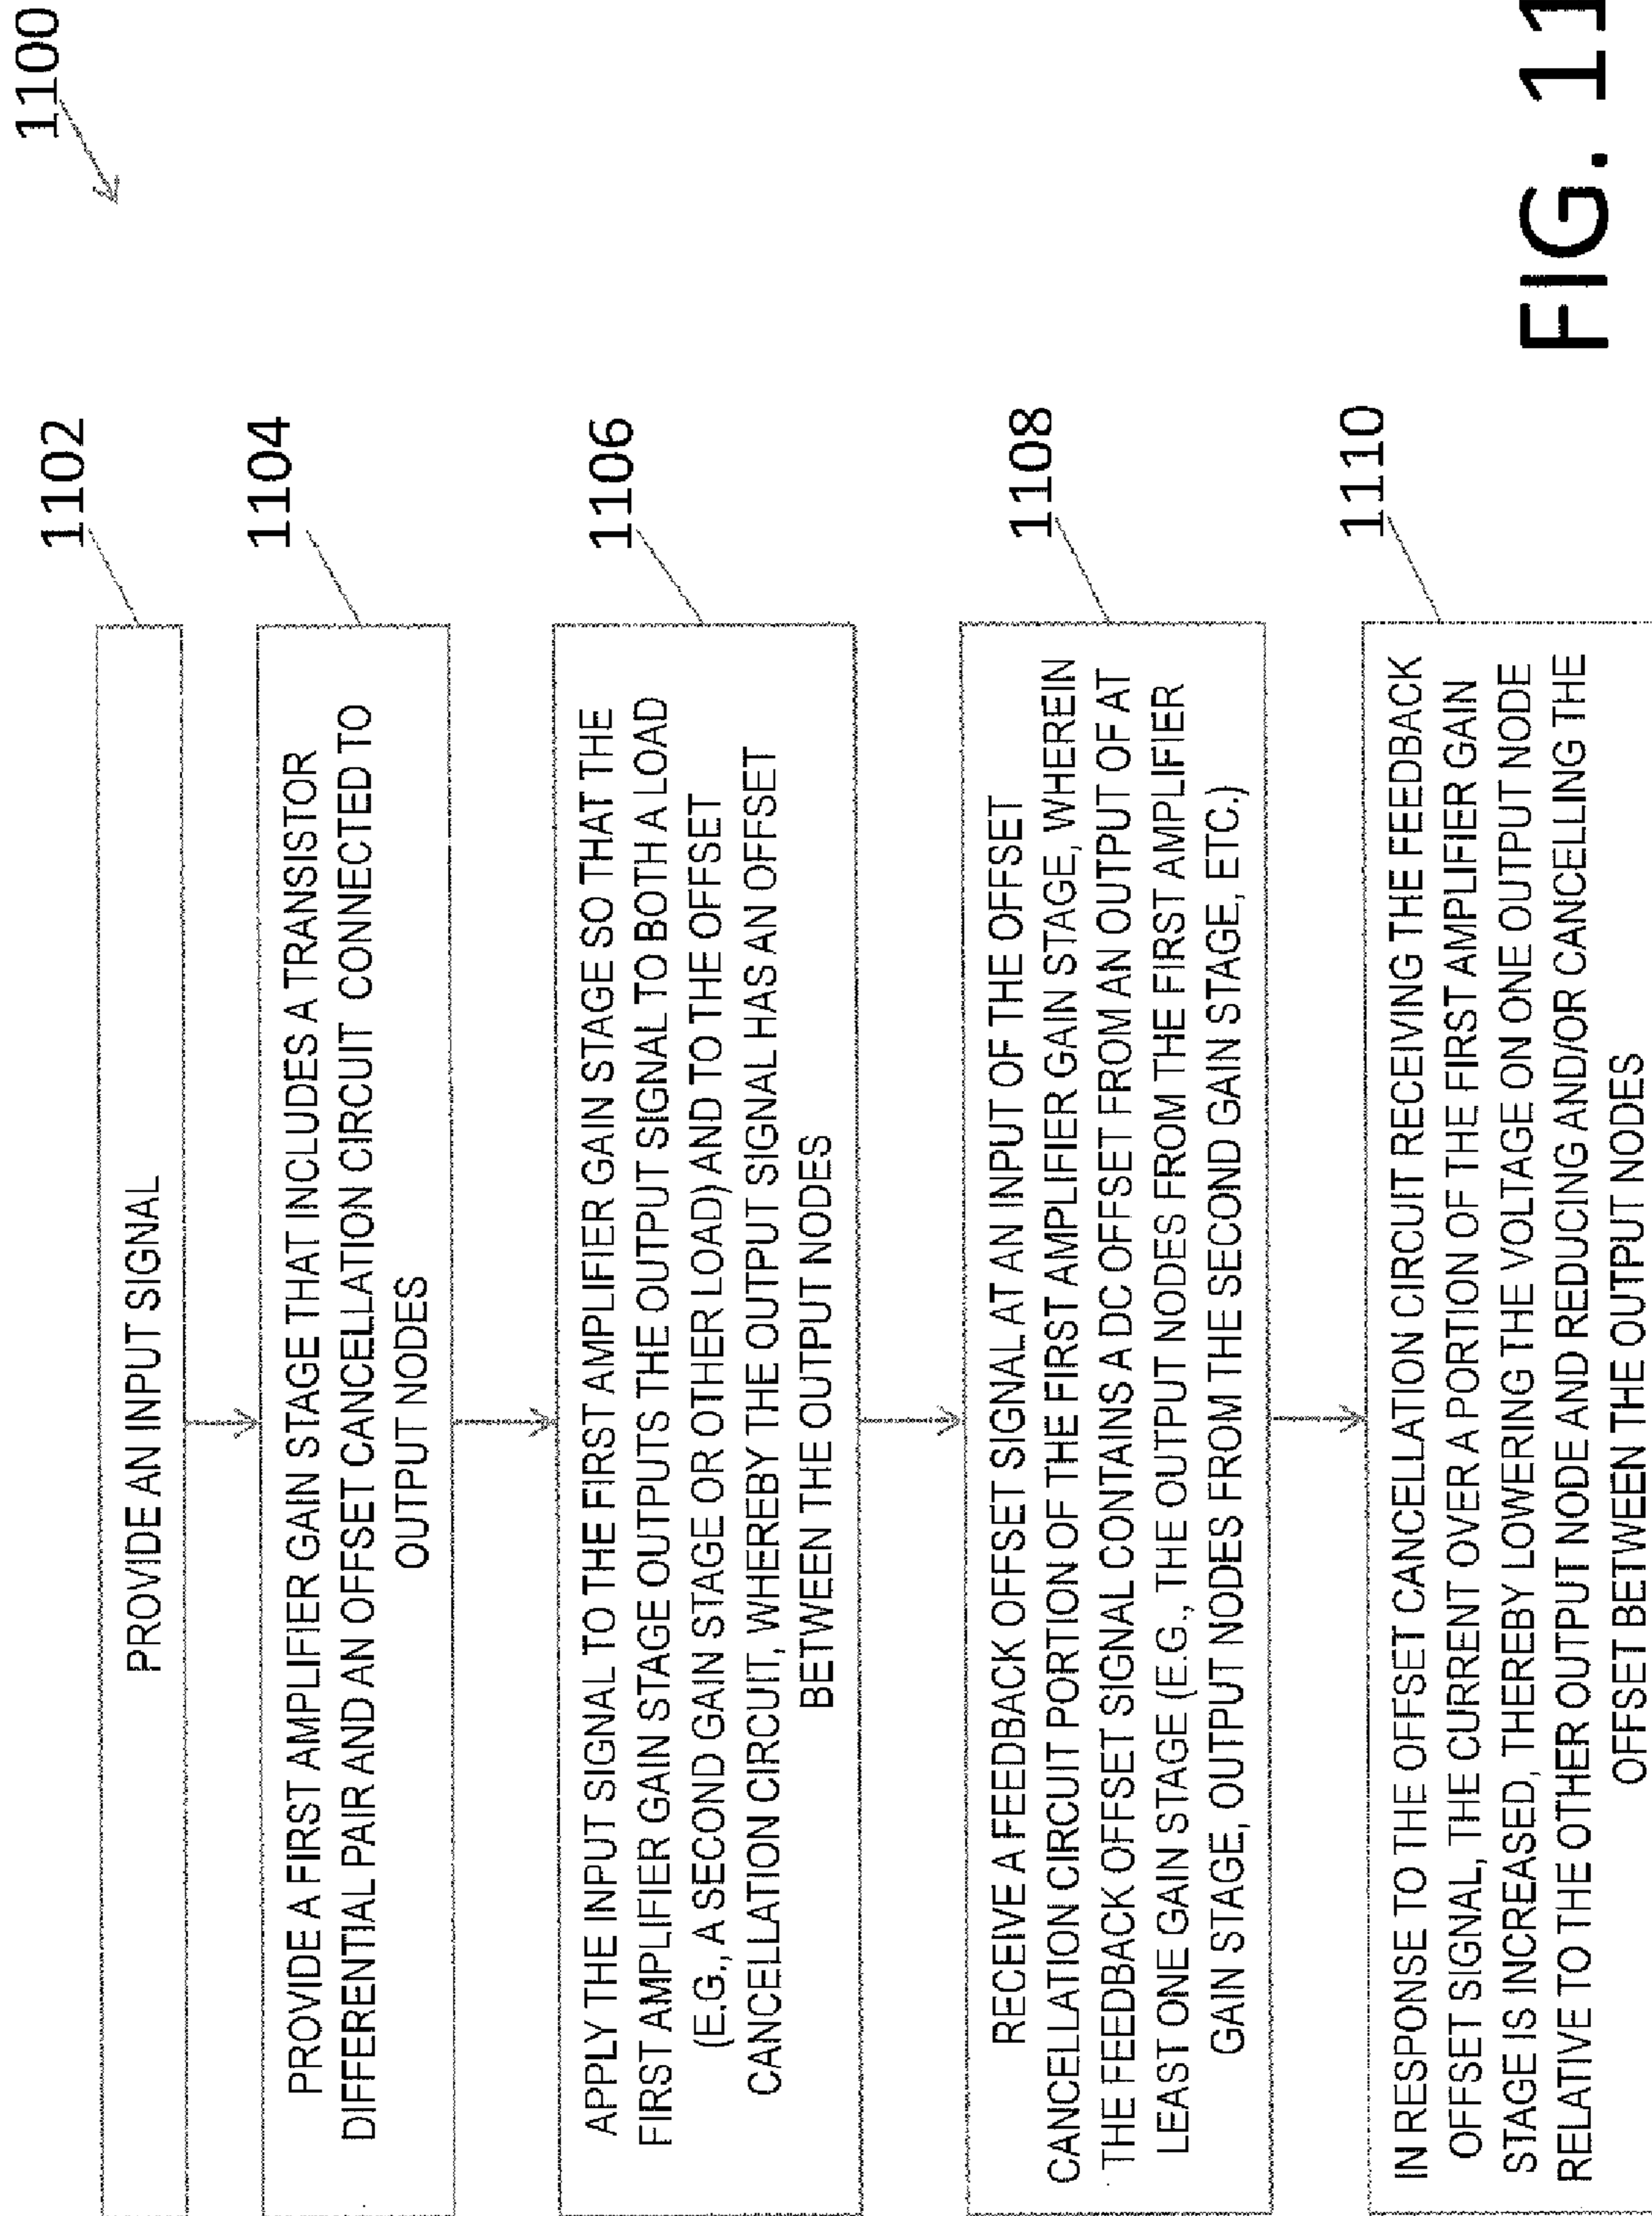 1100
1102
PROVIDE AN INPUT SIGNAL
1104
PROVIDE A FIRST AMPLIFIER GAIN STAGE THAT INCLUDES A TRANSISTOR
DIFFERENTIAL PAIR AND AN OFFSET CANCELLATION CIRCUIT CONNECTED TO
OUTPUT NODES
1106
APPLY THE INPUT SIGNAL TO THE FIRST AMPLIFIER GAIN STAGE SO THAT THE
FIRST AMPLIFIER GAIN STAGE OUTPUTS THE OUTPUT SIGNAL TO BOTH A LOAD
(E.G., A SECOND GAIN STAGE OR OTHER LOAD) AND TO THE OFFSET
CANCELLATION CIRCUIT, WHEREBY THE OUTPUT SIGNAL HAS AN OFFSET
BETWEEN THE OUTPUT NODES
1108
RECEIVE A FEEDBACK OFFSET SIGNAL AT AN INPUT OF THE OFFSET
CANCELLATION CIRCUIT PORTION OF THE FIRST AMPLIFIER GAIN STAGE, WHEREIN
THE FEEDBACK OFFSET SIGNAL CONTAINS A DC OFFSET FROM AN OUTPUT OF AT
LEAST ONE GAIN STAGE (E.G., THE OUTPUT NODES FROM THE FIRST AMPLIFIER
GAIN STAGE, OUTPUT NODES FROM THE SECOND GAIN STAGE, ETC.)
1110
IN RESPONSE TO THE OFFSET CANCELLATION CIRCUIT RECEIVING THE FEEDBACK
OFFSET SIGNAL, THE CURRENT OVER A PORTION OF THE FIRST AMPLIFIER GAIN
STAGE IS INCREASED, THEREBY LOWERING THE VOLTAGE ON ONE OUTPUT NODE
RELATIVE TO THE OTHER OUTPUT NODE AND REDUCING AND/OR CANCELLING THE
OFFSET BETWEEN THE OUTPUT NODES
FIG. 11